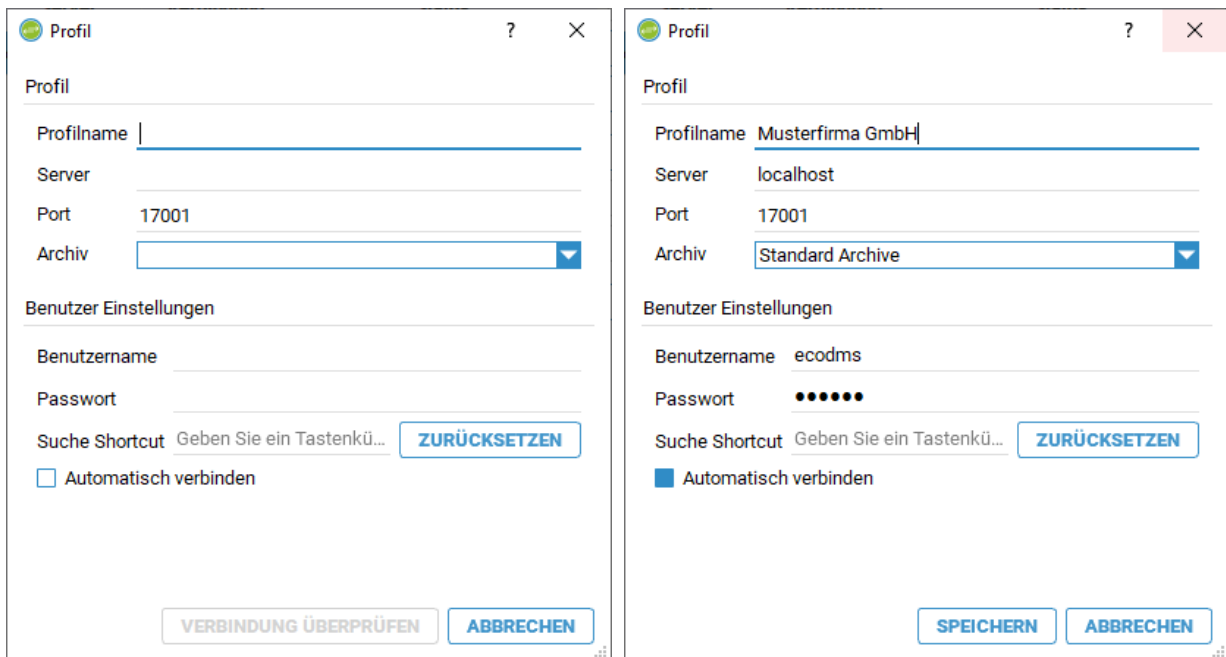 Profil
Profil
Profilname
Server
Port 17001
Archiv
Benutzer Einstellungen
Benutzername
Passwort
Suche Shortcut Geben Sie ein Tastenkü... ZURÜCKSETZEN
Automatisch verbinden
VERBINDUNG ÜBERPRÜFEN ABBRECHEN
Profil
Profil
Profilname Musterfirma GmbH
Server localhost
Port 17001
Archiv Standard Archive
Benutzer Einstellungen
Benutzername ecodms
Passwort ••••••
Suche Shortcut Geben Sie ein Tastenkü... ZURÜCKSETZEN
Automatisch verbinden
SPEICHERN ABBRECHEN